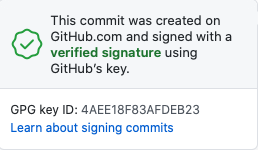 This commit was created on
GitHub.com and signed with a
verified signature using
GitHub's key.
GPG key ID: 4AEE18F83AFDEB23
Learn about signing commits